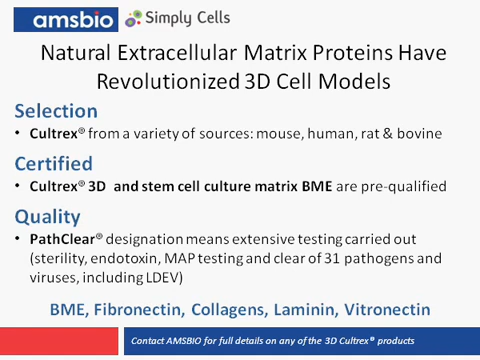 amsbio Simply Cells
Natural Extracellular Matrix Proteins Have
Revolutionized 3D Cell Models
Selection
• Cultrex® from a variety of sources: mouse, human, rat & bovine
Certified
• Cultrex® 3D and stem cell culture matrix BME are pre-qualified
Quality
• PathClear® designation means extensive testing carried out
(sterility, endotoxin, MAP testing and clear of 31 pathogens and
viruses, including LDEV)
BME, Fibronectin, Collagens, Laminin, Vitronectin
Contact AMSBIO for full details on any of the 3D Cultrex® products